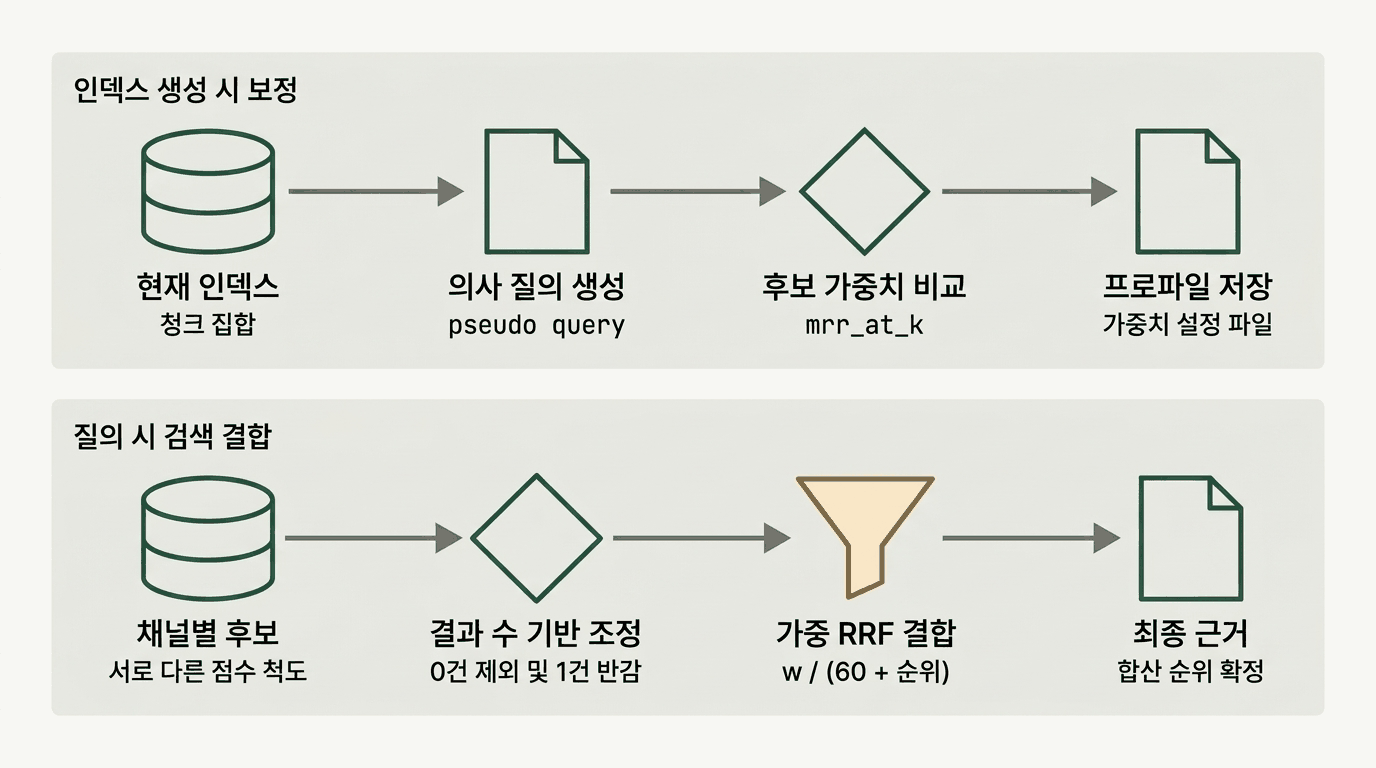 인덱스 생성 시 보정
현재 인덱스
청크 집합
의사 질의 생성
pseudo query
후보 가중치 비교
mrr_at_k
프로파일 저장
가중치 설정 파일
질의 시 검색 결합
채널별 후보
서로 다른 점수 척도
결과 수 기반 조정
0건 제외 및 1건 반감
가중 RRF 결합
w / (60 + 순위)
최종 근거
합산 순위 확정